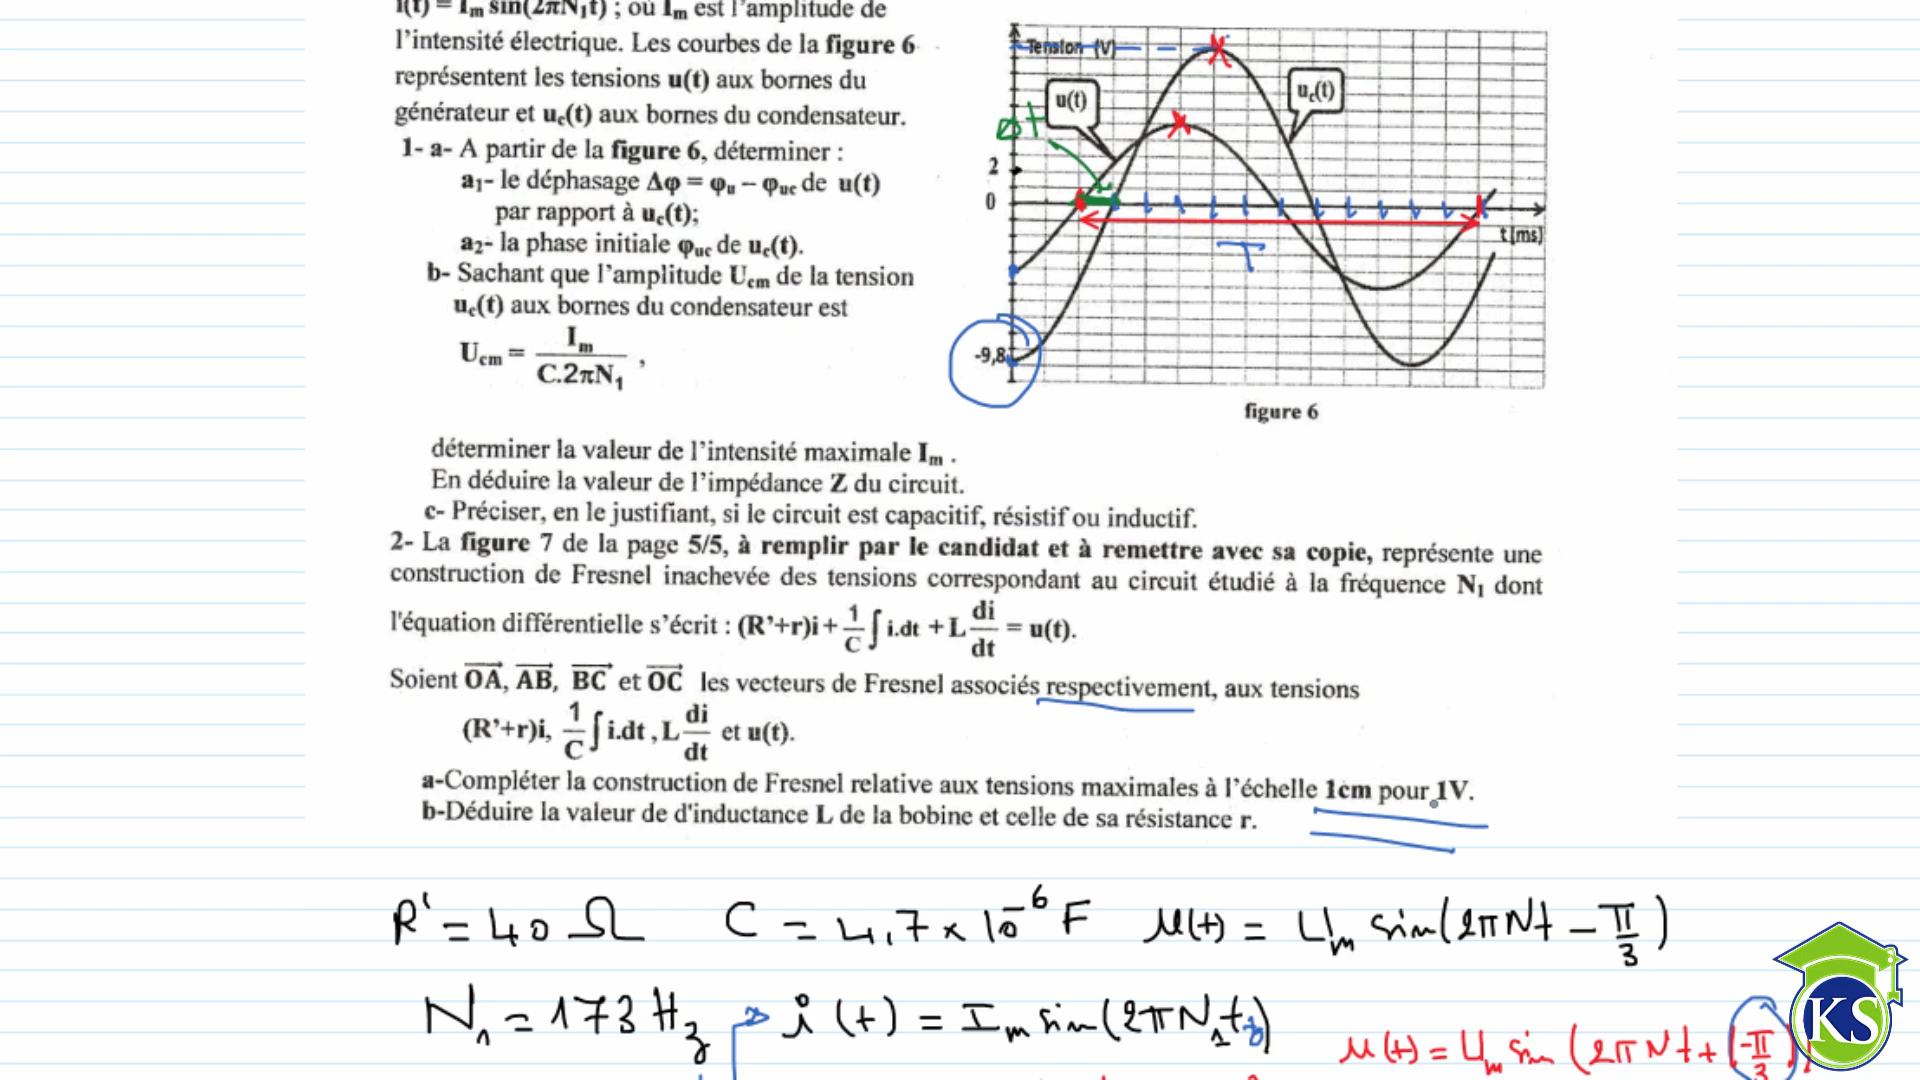 i(t) = Im sin(2πN1t) ; où Im est l'amplitude de
l'intensité électrique. Les courbes de la figure 6
représentent les tensions u(t) aux bornes du
générateur et uc(t) aux bornes du condensateur.
1- a- A partir de la figure 6, déterminer :
a1- le déphasage Δφ = φu – φuc de u(t)
par rapport à uc(t);
a2- la phase initiale φuc de uc(t).
b- Sachant que l'amplitude Ucm de la tension
uc(t) aux bornes du condensateur est
Ucm = Im / C.2πN1 ,
Tension (V)
u(t)
uc(t)
Δt
2
0
T
t(ms)
-9,8
figure 6
déterminer la valeur de l'intensité maximale Im .
En déduire la valeur de l'impédance Z du circuit.
c- Préciser, en le justifiant, si le circuit est capacitif, résistif ou inductif.
2- La figure 7 de la page 5/5, à remplir par le candidat et à remettre avec sa copie, représente une
construction de Fresnel inachevée des tensions correspondant au circuit étudié à la fréquence N1 dont
l'équation différentielle s'écrit : (R'+r)i + 1/C ∫ i.dt + L di/dt = u(t).
Soient OA, AB, BC et OC les vecteurs de Fresnel associés respectivement, aux tensions
(R'+r)i, 1/C ∫ i.dt , L di/dt et u(t).
a-Compléter la construction de Fresnel relative aux tensions maximales à l'échelle 1cm pour 1V.
b-Déduire la valeur de d'inductance L de la bobine et celle de sa résistance r.
R' = 40 Ω C = 4,7 x 10^-6 F u(t) = Um sin(2πNt - π/3)
N1 = 173 Hz i(t) = Im sin(2πN1t)
u(t) = Um sin (2πNt + (-π/3))
KS